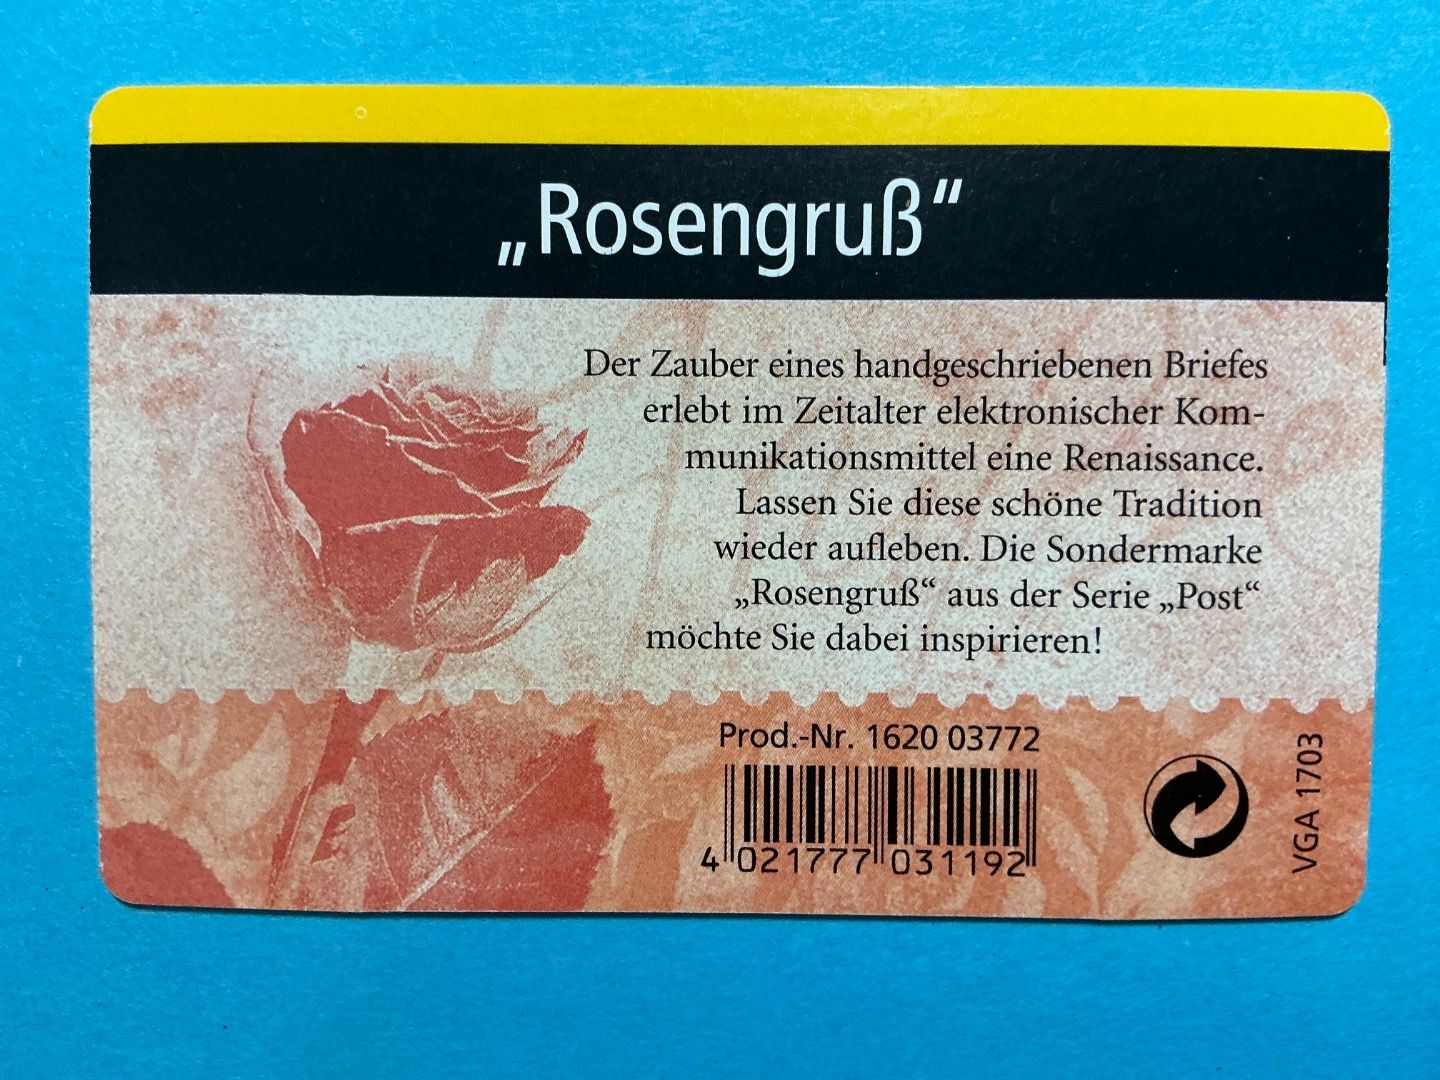 „Rosengruß“
Der Zauber eines handgeschriebenen Briefes
erlebt im Zeitalter elektronischer Kom-
munikationsmittel eine Renaissance.
Lassen Sie diese schöne Tradition
wieder aufleben. Die Sondermarke
„Rosengruß“ aus der Serie „Post“
möchte Sie dabei inspirieren!
Prod.-Nr. 1620 03772
4 021777 031192
VGA 1703